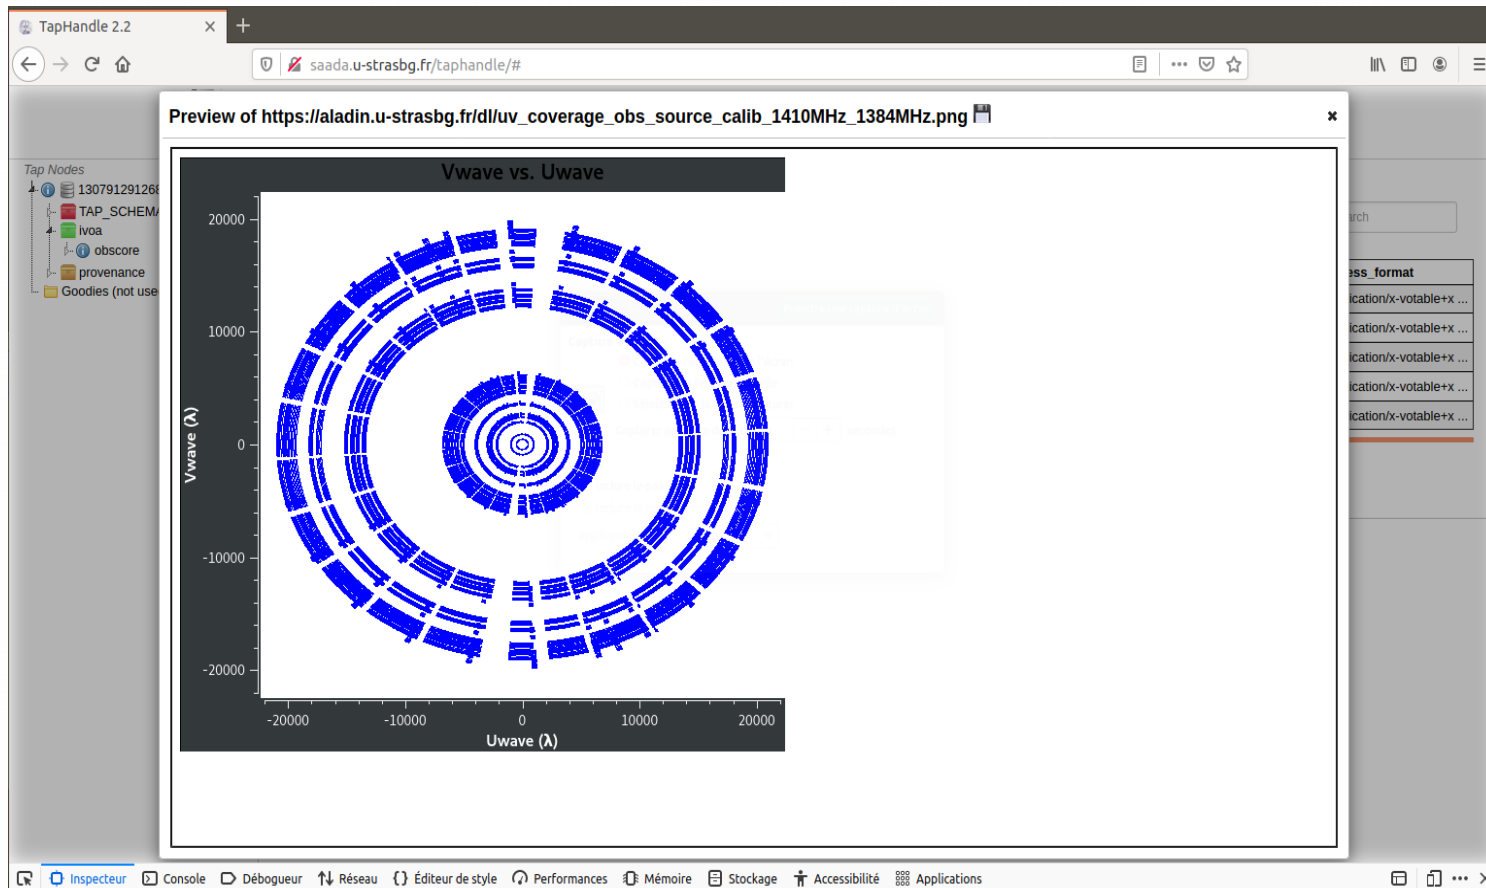 TapHandle 2.2
saada.u-strasbg.fr/taphandle/#
Preview of https://aladin.u-strasbg.fr/dl/uv_coverage_obs_source_calib_1410MHz_1384MHz.png
Tap Nodes
130791291268
TAP_SCHEMA
ivoa
obscore
provenance
Goodies (not use
arch
ess_format
ication/x-votable+x ...
ication/x-votable+x ...
ication/x-votable+x ...
ication/x-votable+x ...
ication/x-votable+x ...
Vwave vs. Uwave
20000
10000
0
-10000
-20000
Vwave (λ)
-20000
-10000
0
10000
20000
Uwave (λ)
Inspecteur
Console
Débogueur
Réseau
Éditeur de style
Performances
Mémoire
Stockage
Accessibilité
Applications